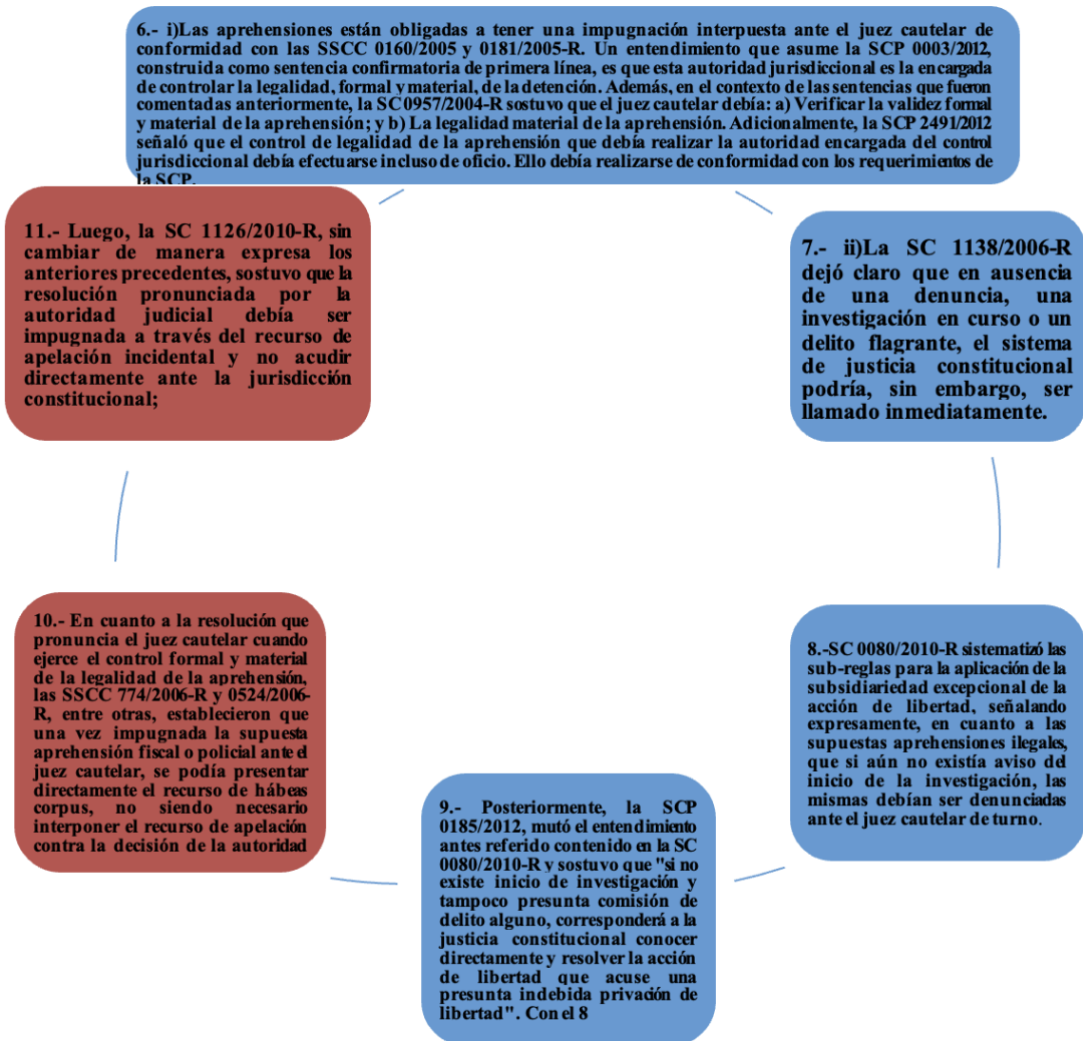 6.- i)Las aprehensiones están obligadas a tener una impugnación interpuesta ante el juez cautelar de
conformidad con las SSCC 0160/2005 y 0181/2005-R. Un entendimiento que asume la SCP 0003/2012,
construida como sentencia confirmatoria de primera línea, es que esta autoridad jurisdiccional es la encargada
de controlar la legalidad, formal y material, de la detención. Además, en el contexto de las sentencias que fueron
comentadas anteriormente, la SC 0957/2004-R sostuvo que el juez cautelar debía: a) Verificar la validez formal
y material de la aprehensión; y b) La legalidad material de la aprehensión. Adicionalmente, la SCP 2491/2012
señaló que el control de legalidad de la aprehensión que debía realizar la autoridad encargada del control
jurisdiccional debía efectuarse incluso de oficio. Ello debía realizarse de conformidad con los requerimientos de
la SCP.
7.- ii)La SC 1138/2006-R
dejó claro que en ausencia
de una denuncia, una
investigación en curso o un
delito flagrante, el sistema
de justicia constitucional
podría, sin embargo, ser
llamado inmediatamente.
8.-SC 0080/2010-R sistematizó las
sub-reglas para la aplicación de la
subsidiariedad excepcional de la
acción de libertad, señalando
expresamente, en cuanto a las
supuestas aprehensiones ilegales,
que si aún no existía aviso del
inicio de la investigación, las
mismas debían ser denunciadas
ante el juez cautelar de turno.
9.- Posteriormente, la SCP
0185/2012, mutó el entendimiento
antes referido contenido en la SC
0080/2010-R y sostuvo que "si no
existe inicio de investigación y
tampoco presunta comisión de
delito alguno, corresponderá a la
justicia constitucional conocer
directamente y resolver la acción
de libertad que acuse una
presunta indebida privación de
libertad". Con el 8
10.- En cuanto a la resolución que
pronuncia el juez cautelar cuando
ejerce el control formal y material
de la legalidad de la aprehensión,
las SSCC 774/2006-R y 0524/2006-
R, entre otras, establecieron que
una vez impugnada la supuesta
aprehensión fiscal o policial ante el
juez cautelar, se podía presentar
directamente el recurso de hábeas
corpus, no siendo necesario
interponer el recurso de apelación
contra la decisión de la autoridad
11.- Luego, la SC 1126/2010-R, sin
cambiar de manera expresa los
anteriores precedentes, sostuvo que la
resolución pronunciada por la
autoridad judicial debía ser
impugnada a través del recurso de
apelación incidental y no acudir
directamente ante la jurisdicción
constitucional;